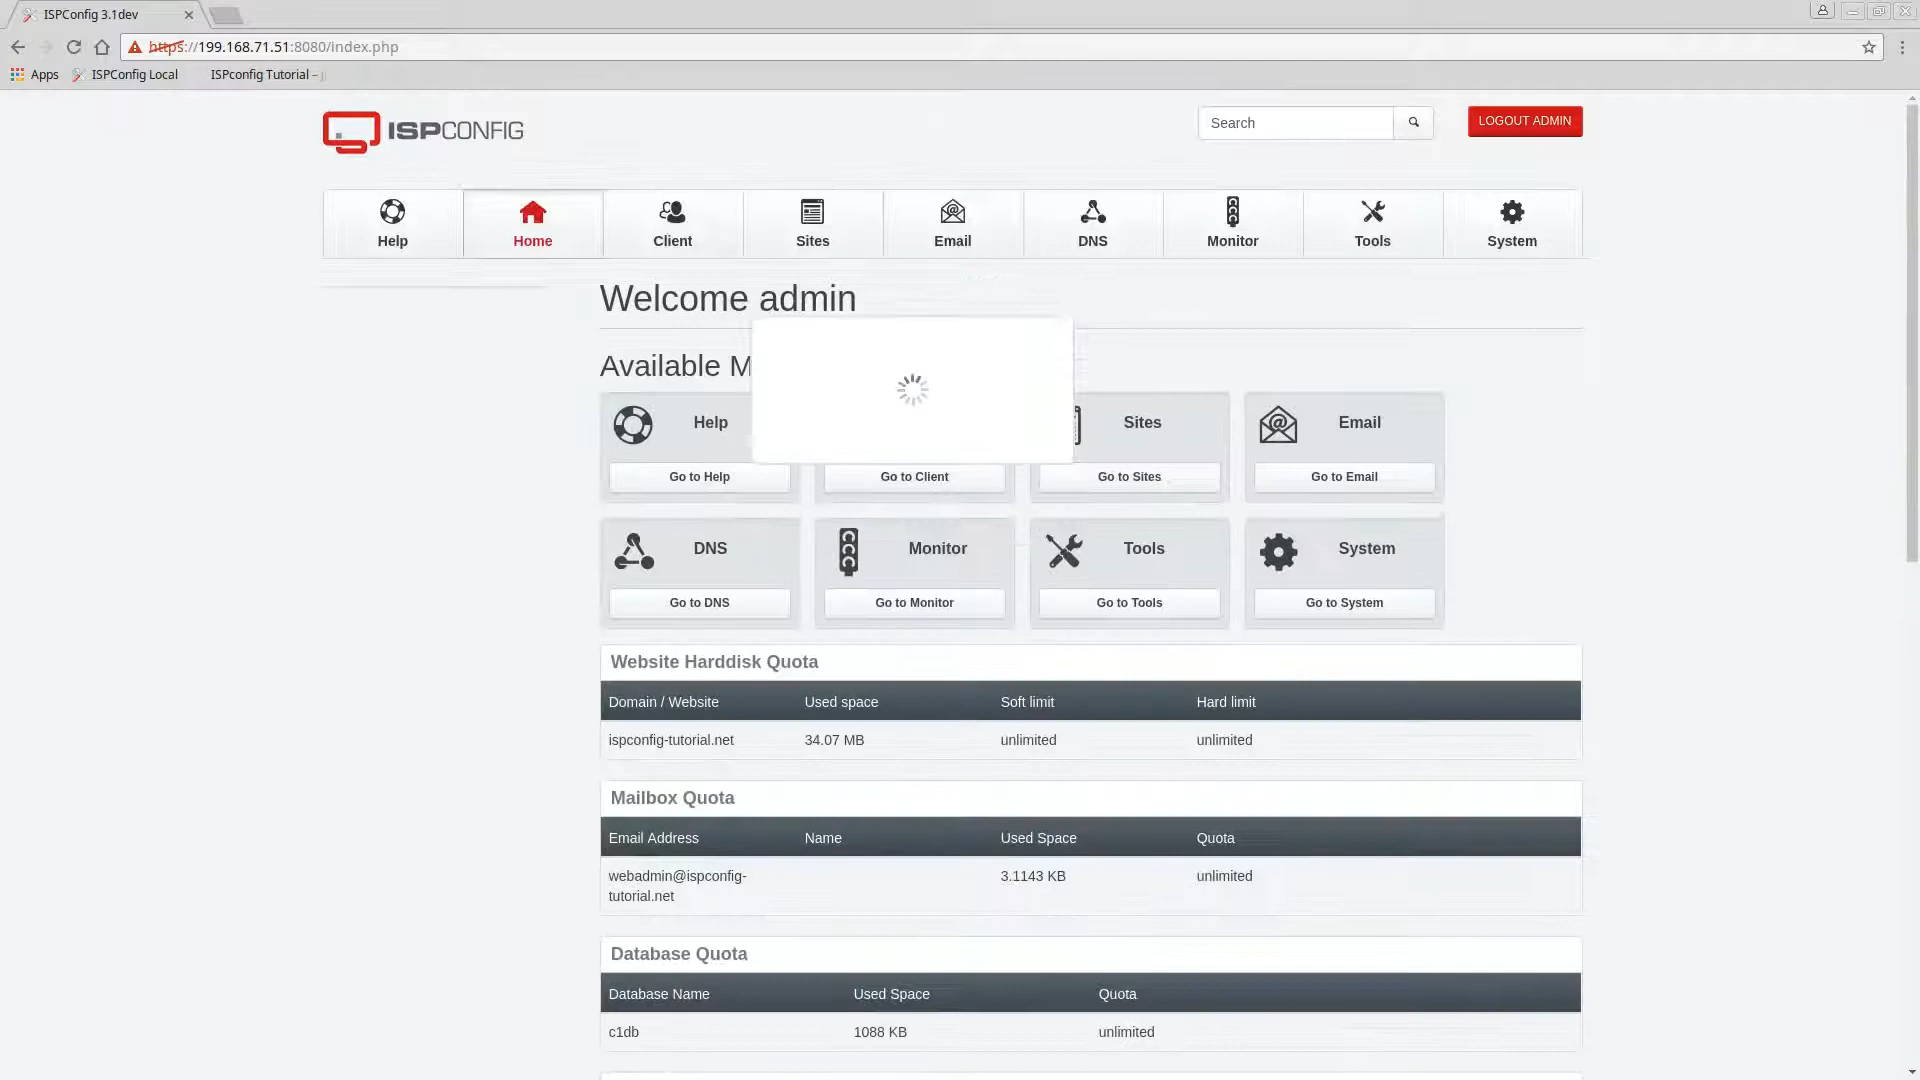 ISPConfig 3.1dev
https://199.168.71.51:8080/index.php
Apps ISPConfig Local ISPconfig Tutorial –
ISPCONFIG
Search
LOGOUT ADMIN
Help Home Client Sites Email DNS Monitor Tools System
Welcome admin
Available M
Help Sites Email
Go to Help Go to Client Go to Sites Go to Email
DNS Monitor Tools System
Go to DNS Go to Monitor Go to Tools Go to System
Website Harddisk Quota
Domain / Website Used space Soft limit Hard limit
ispconfig-tutorial.net 34.07 MB unlimited unlimited
Mailbox Quota
Email Address Name Used Space Quota
webadmin@ispconfig- 3.1143 KB unlimited
tutorial.net
Database Quota
Database Name Used Space Quota
c1db 1088 KB unlimited